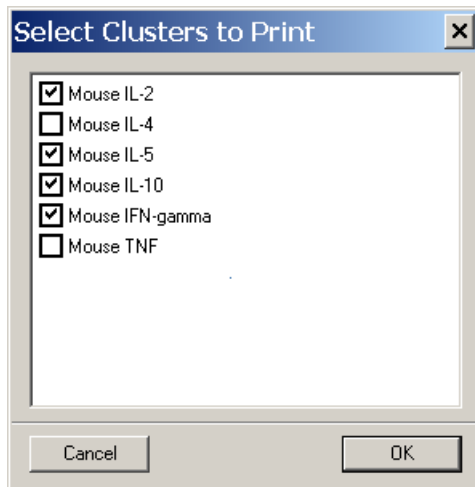 Select Clusters to Print
Mouse IL-2
Mouse IL-4
Mouse IL-5
Mouse IL-10
Mouse IFN-gamma
Mouse TNF
Cancel OK